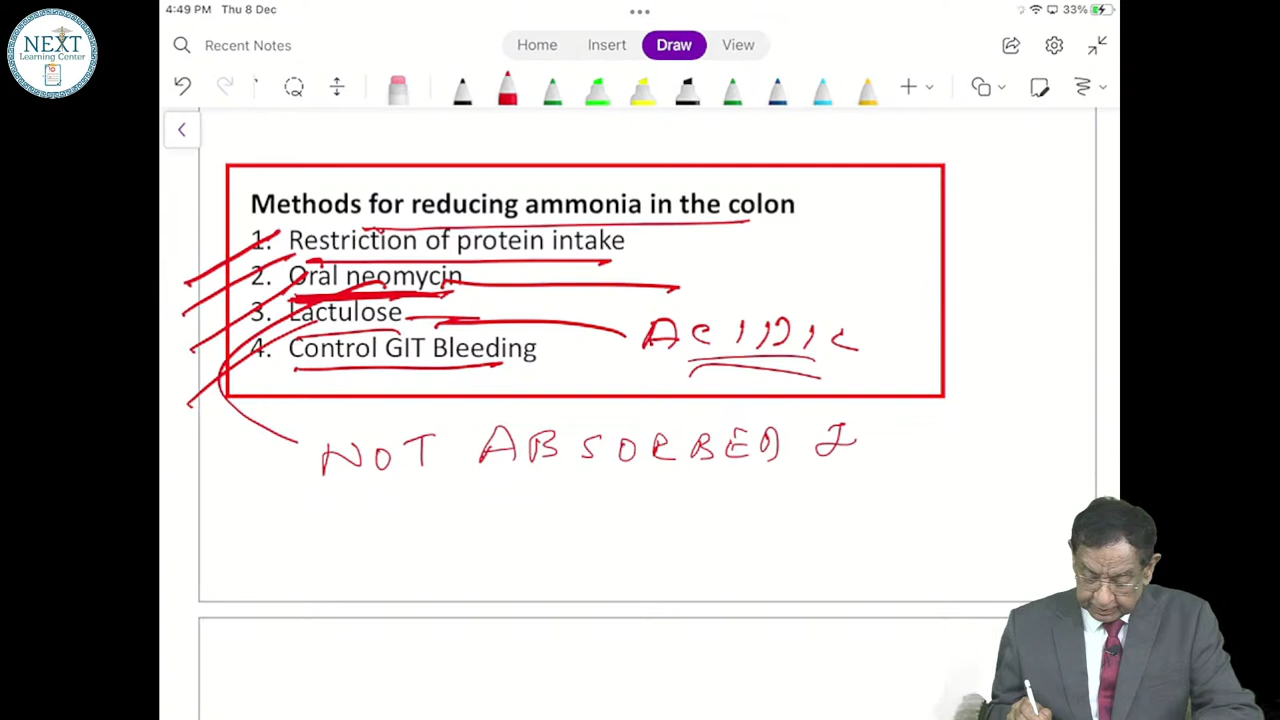 4:49 PM Thu 8 Dec
33%
NEXT
Learning Center
Recent Notes
Home Insert Draw View
Methods for reducing ammonia in the colon
1. Restriction of protein intake
2. Oral neomycin
3. Lactulose
ACIDIC
4. Control GIT Bleeding
NOT ABSORBED I